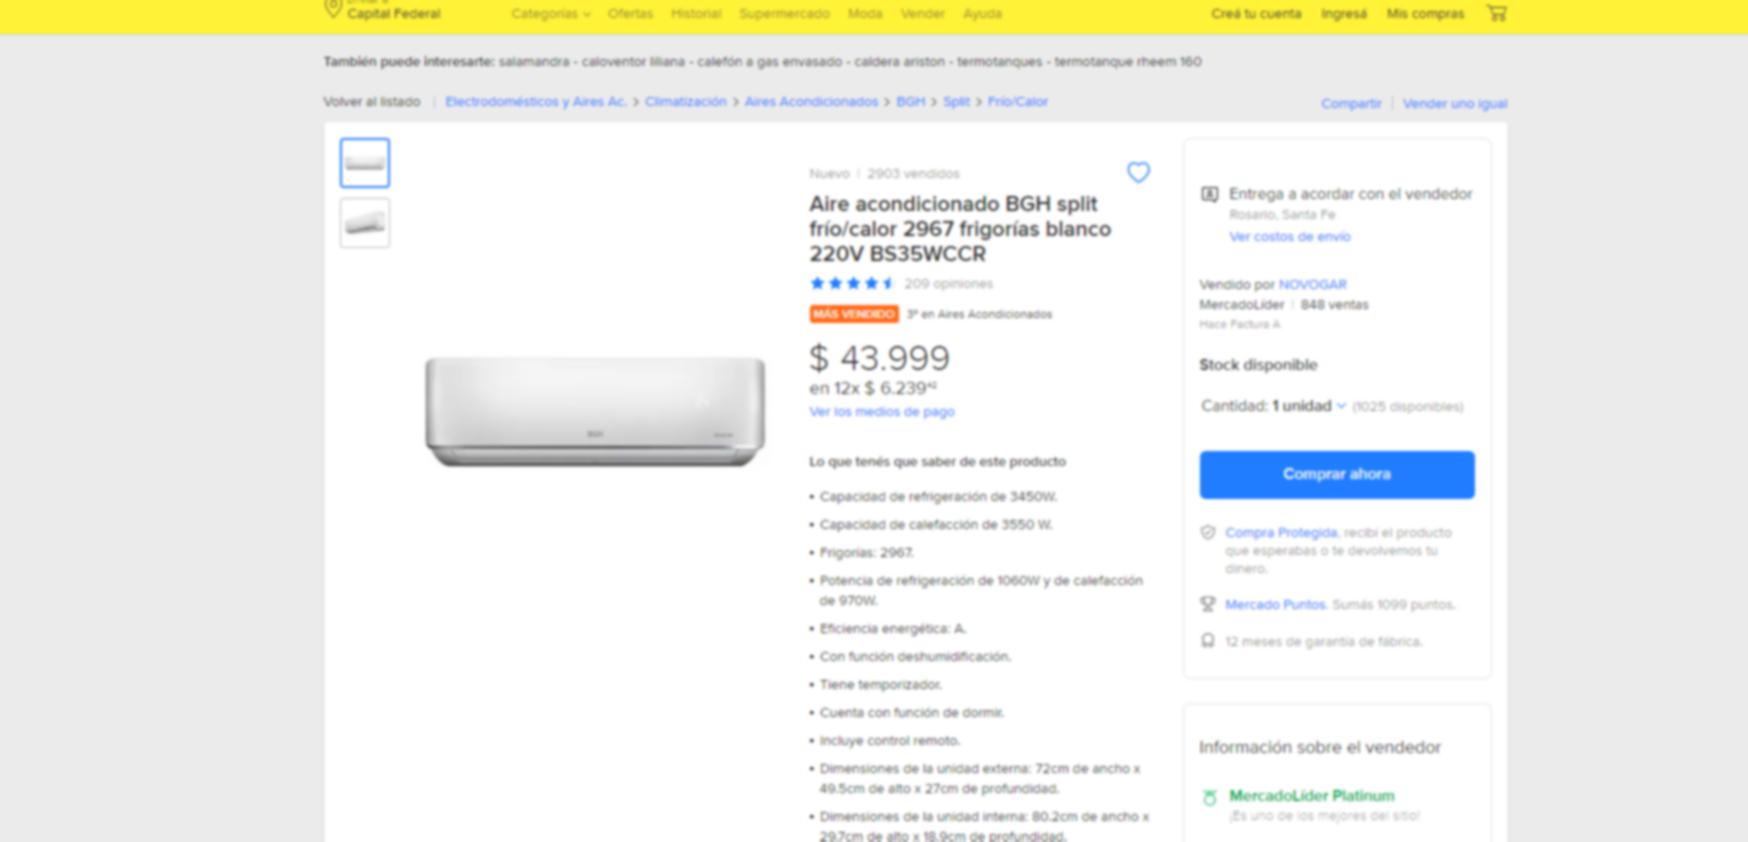 Capital Federal
Categorías Ofertas Historial Supermercado Moda Vender Ayuda
Creá tu cuenta Ingresá Mis compras
También puede interesarte: salamandra - caloventor liliana - calefón a gas envasado - caldera ariston - termotanques - termotanque rheem 160
Volver al listado | Electrodomésticos y Aires Ac. > Climatización > Aires Acondicionados > BGH > Split > Frío/Calor
Compartir | Vender uno igual
Nuevo | 2903 vendidos
Aire acondicionado BGH split
frío/calor 2967 frigorías blanco
220V BS35WCCR
209 opiniones
MÁS VENDIDO 3º en Aires Acondicionados
$ 43.999
en 12x $ 6.239⁴²
Ver los medios de pago
Lo que tenés que saber de este producto
• Capacidad de refrigeración de 3450W.
• Capacidad de calefacción de 3550 W.
• Frigorías: 2967.
• Potencia de refrigeración de 1060W y de calefacción
de 970W.
• Eficiencia energética: A.
• Con función deshumidificación.
• Tiene temporizador.
• Cuenta con función de dormir.
• Incluye control remoto.
• Dimensiones de la unidad externa: 72cm de ancho x
49.5cm de alto x 27cm de profundidad.
• Dimensiones de la unidad interna: 80.2cm de ancho x
29.7cm de alto x 18.9cm de profundidad.
BGH
Entrega a acordar con el vendedor
Rosario, Santa Fe
Ver costos de envío
Vendido por NOVOGAR
MercadoLíder | 848 ventas
Hace Factura A
Stock disponible
Cantidad: 1 unidad (1025 disponibles)
Comprar ahora
Compra Protegida, recibí el producto
que esperabas o te devolvemos tu
dinero.
Mercado Puntos. Sumás 1099 puntos.
12 meses de garantía de fábrica.
Información sobre el vendedor
MercadoLíder Platinum
¡Es uno de los mejores del sitio!